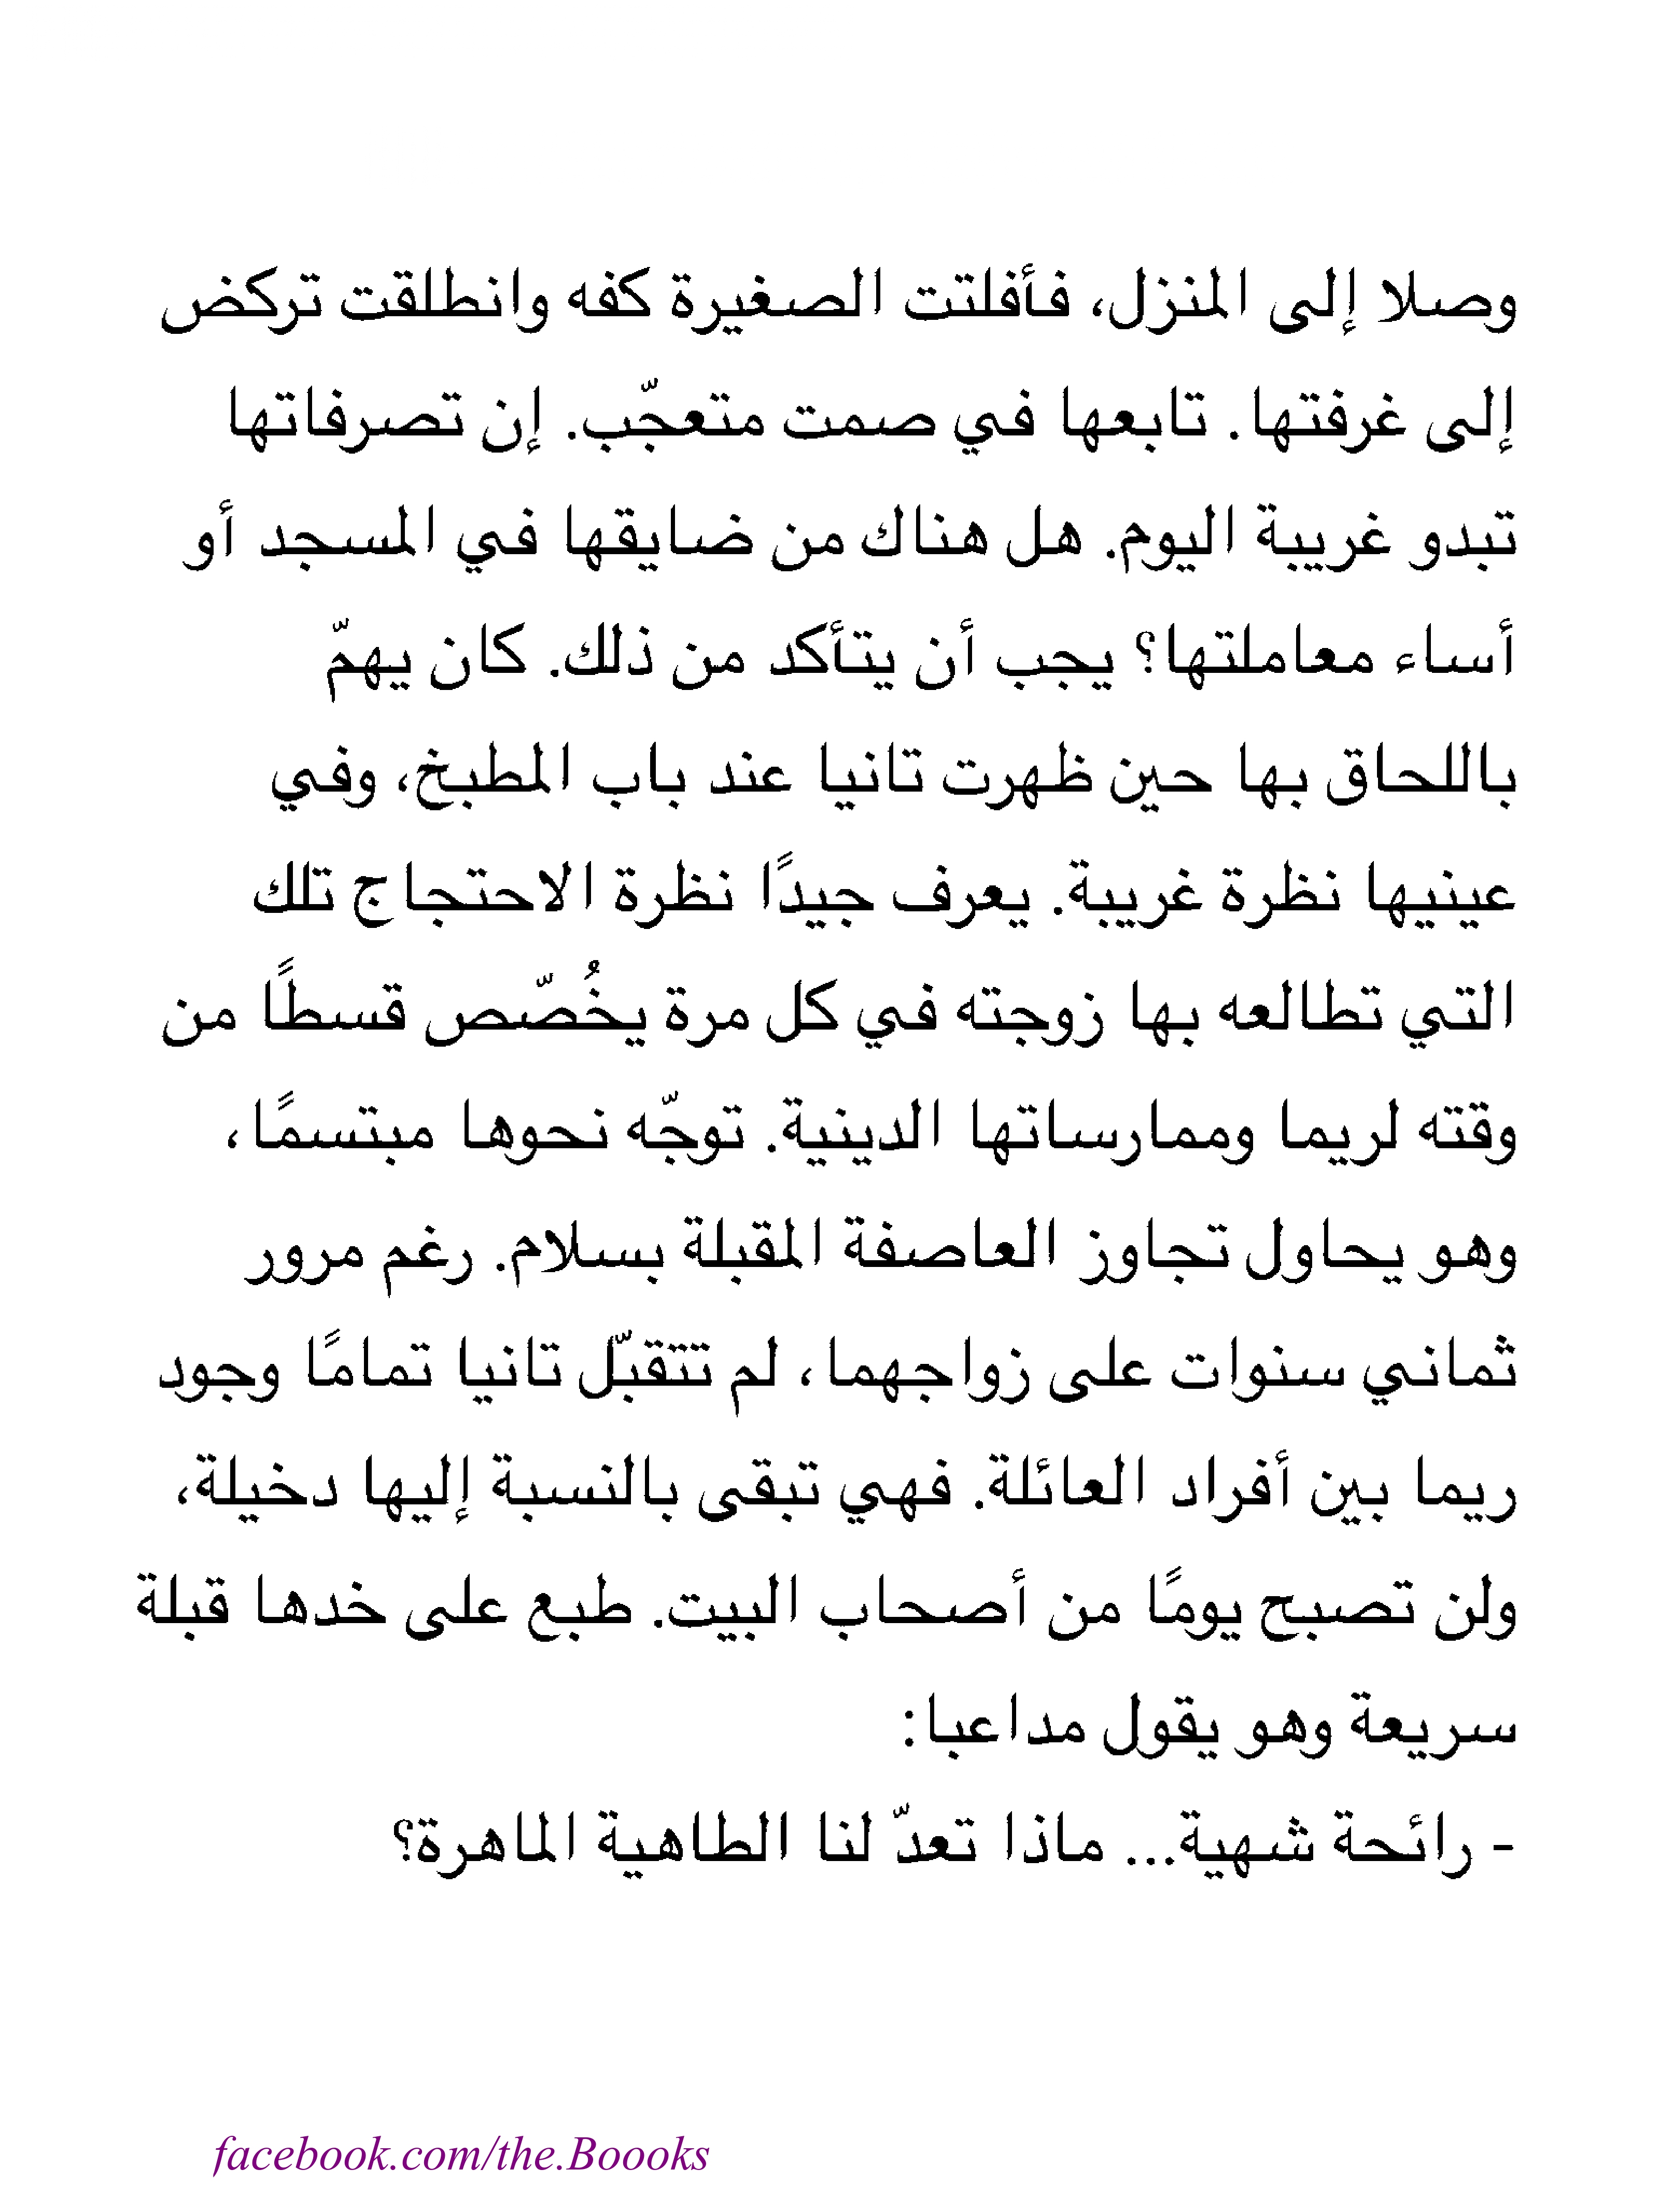 وصلا إلى المنزل، فأفلتت الصغيرة كفه وانطلقت تركض
إلى غرفتها. تابعها في صمت متعجّب. إن تصرفاتها
تبدو غريبة اليوم. هل هناك من ضايقها في المسجد أو
أساء معاملتها؟ يجب أن يتأكد من ذلك. كان يهمّ
باللحاق بها حين ظهرت تانيا عند باب المطبخ، وفي
عينيها نظرة غريبة. يعرف جيدًا نظرة الاحتجاج تلك
التي تطالعه بها زوجته في كل مرة يخُصّص قسطًا من
وقته لريما وممارساتها الدينية. توجّه نحوها مبتسمًا،
وهو يحاول تجاوز العاصفة المقبلة بسلام. رغم مرور
ثماني سنوات على زواجهما، لم تتقبّل تانيا تمامًا وجود
ريما بين أفراد العائلة. فهي تبقى بالنسبة إليها دخيلة،
ولن تصبح يومًا من أصحاب البيت. طبع على خدها قبلة
سريعة وهو يقول مداعبا:
- رائحة شهية... ماذا تعدّ لنا الطاهية الماهرة؟
facebook.com/the.Boooks